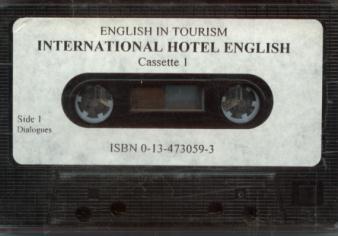 ENGLISH IN TOURISM
INTERNATIONAL HOTEL ENGLISH
Cassette 1
Side 1
Dialogues
ISBN 0-13-473059-3